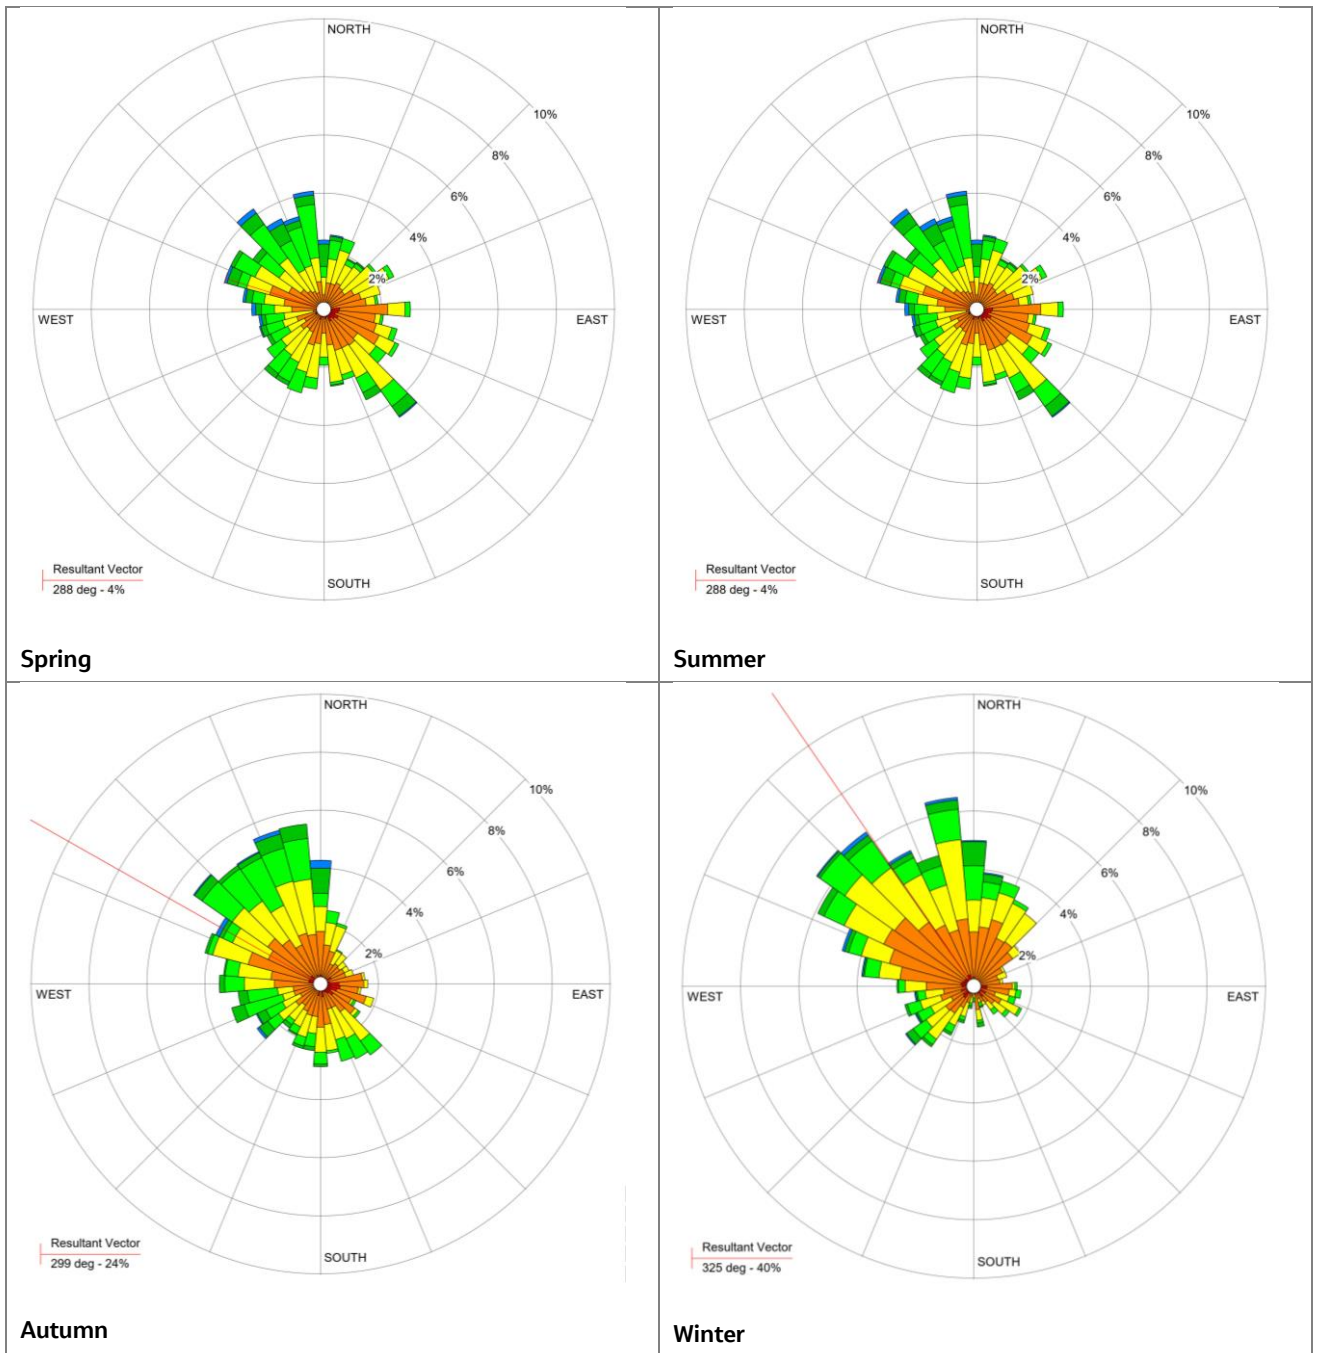 NORTH
10%
8%
6%
4%
2%
WEST
EAST
Resultant Vector
288 deg - 4%
SOUTH
Spring
NORTH
10%
8%
6%
4%
2%
WEST
EAST
Resultant Vector
288 deg - 4%
SOUTH
Summer
NORTH
10%
8%
6%
4%
2%
WEST
EAST
Resultant Vector
299 deg - 24%
SOUTH
Autumn
NORTH
10%
8%
6%
4%
2%
WEST
EAST
Resultant Vector
325 deg - 40%
SOUTH
Winter